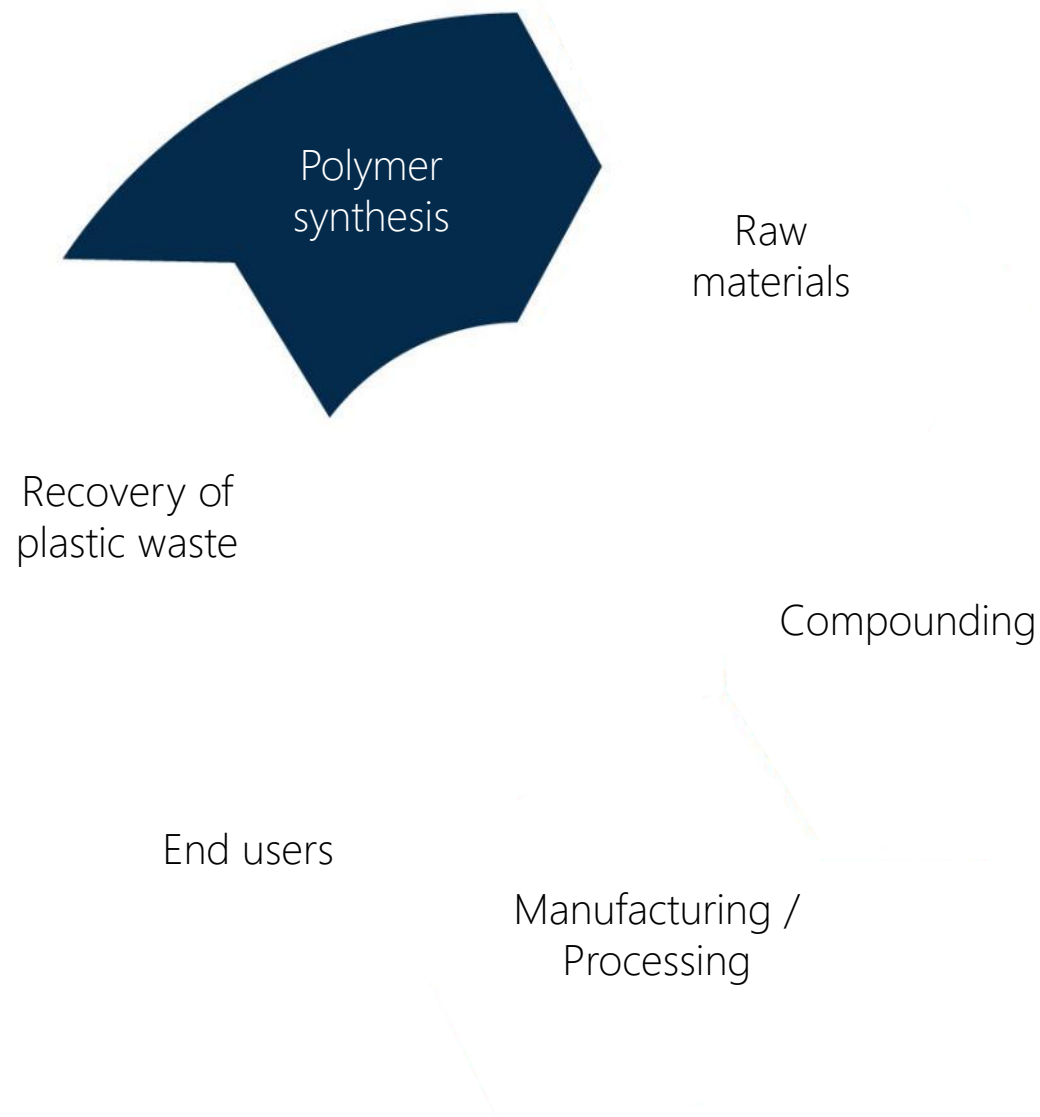 Polymer
synthesis
Raw
materials
Recovery of
plastic waste
Compounding
End users
Manufacturing /
Processing